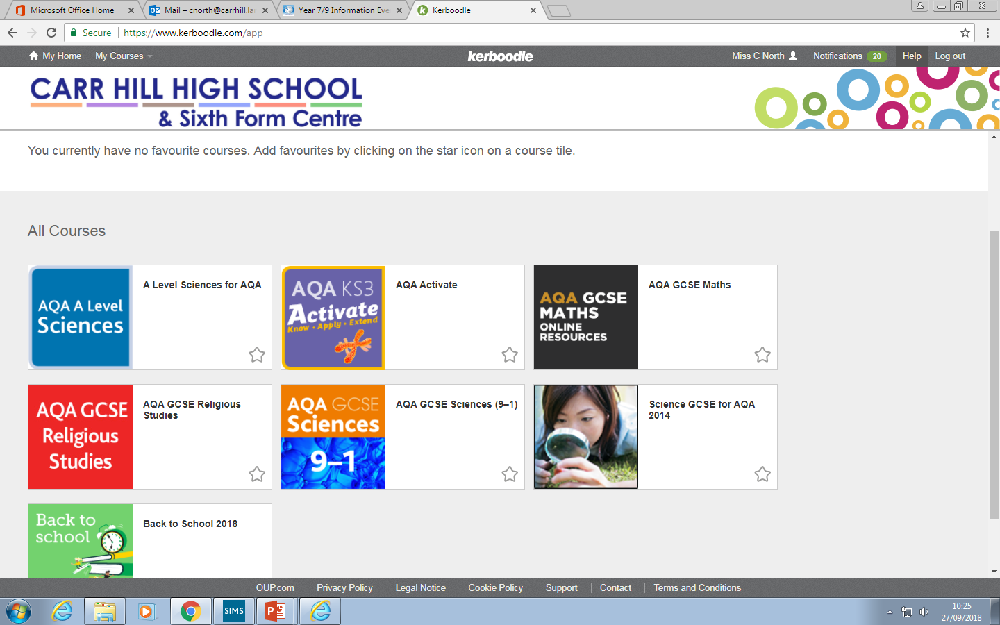 Microsoft Office Home
Mail – cnorth@carrhill.la
Year 7/9 Information Eve
Kerboodle
Secure
https://www.kerboodle.com/app
My Home
My Courses
kerboodle
Miss C North
Notifications 20
Help
Log out
CARR HILL HIGH SCHOOL
& Sixth Form Centre
You currently have no favourite courses. Add favourites by clicking on the star icon on a course tile.
All Courses
AQA A Level
Sciences
A Level Sciences for AQA
AQA KS3
Activate
Know • Apply • Extend
AQA Activate
AQA GCSE
MATHS
ONLINE
RESOURCES
AQA GCSE Maths
AQA GCSE
Religious
Studies
AQA GCSE Religious
Studies
AQA GCSE
Sciences
9–1
AQA GCSE Sciences (9–1)
Science GCSE for AQA
2014
Back to
school
Back to School 2018
OUP.com
Privacy Policy
Legal Notice
Cookie Policy
Support
Contact
Terms and Conditions
SIMS
10:25
27/09/2018